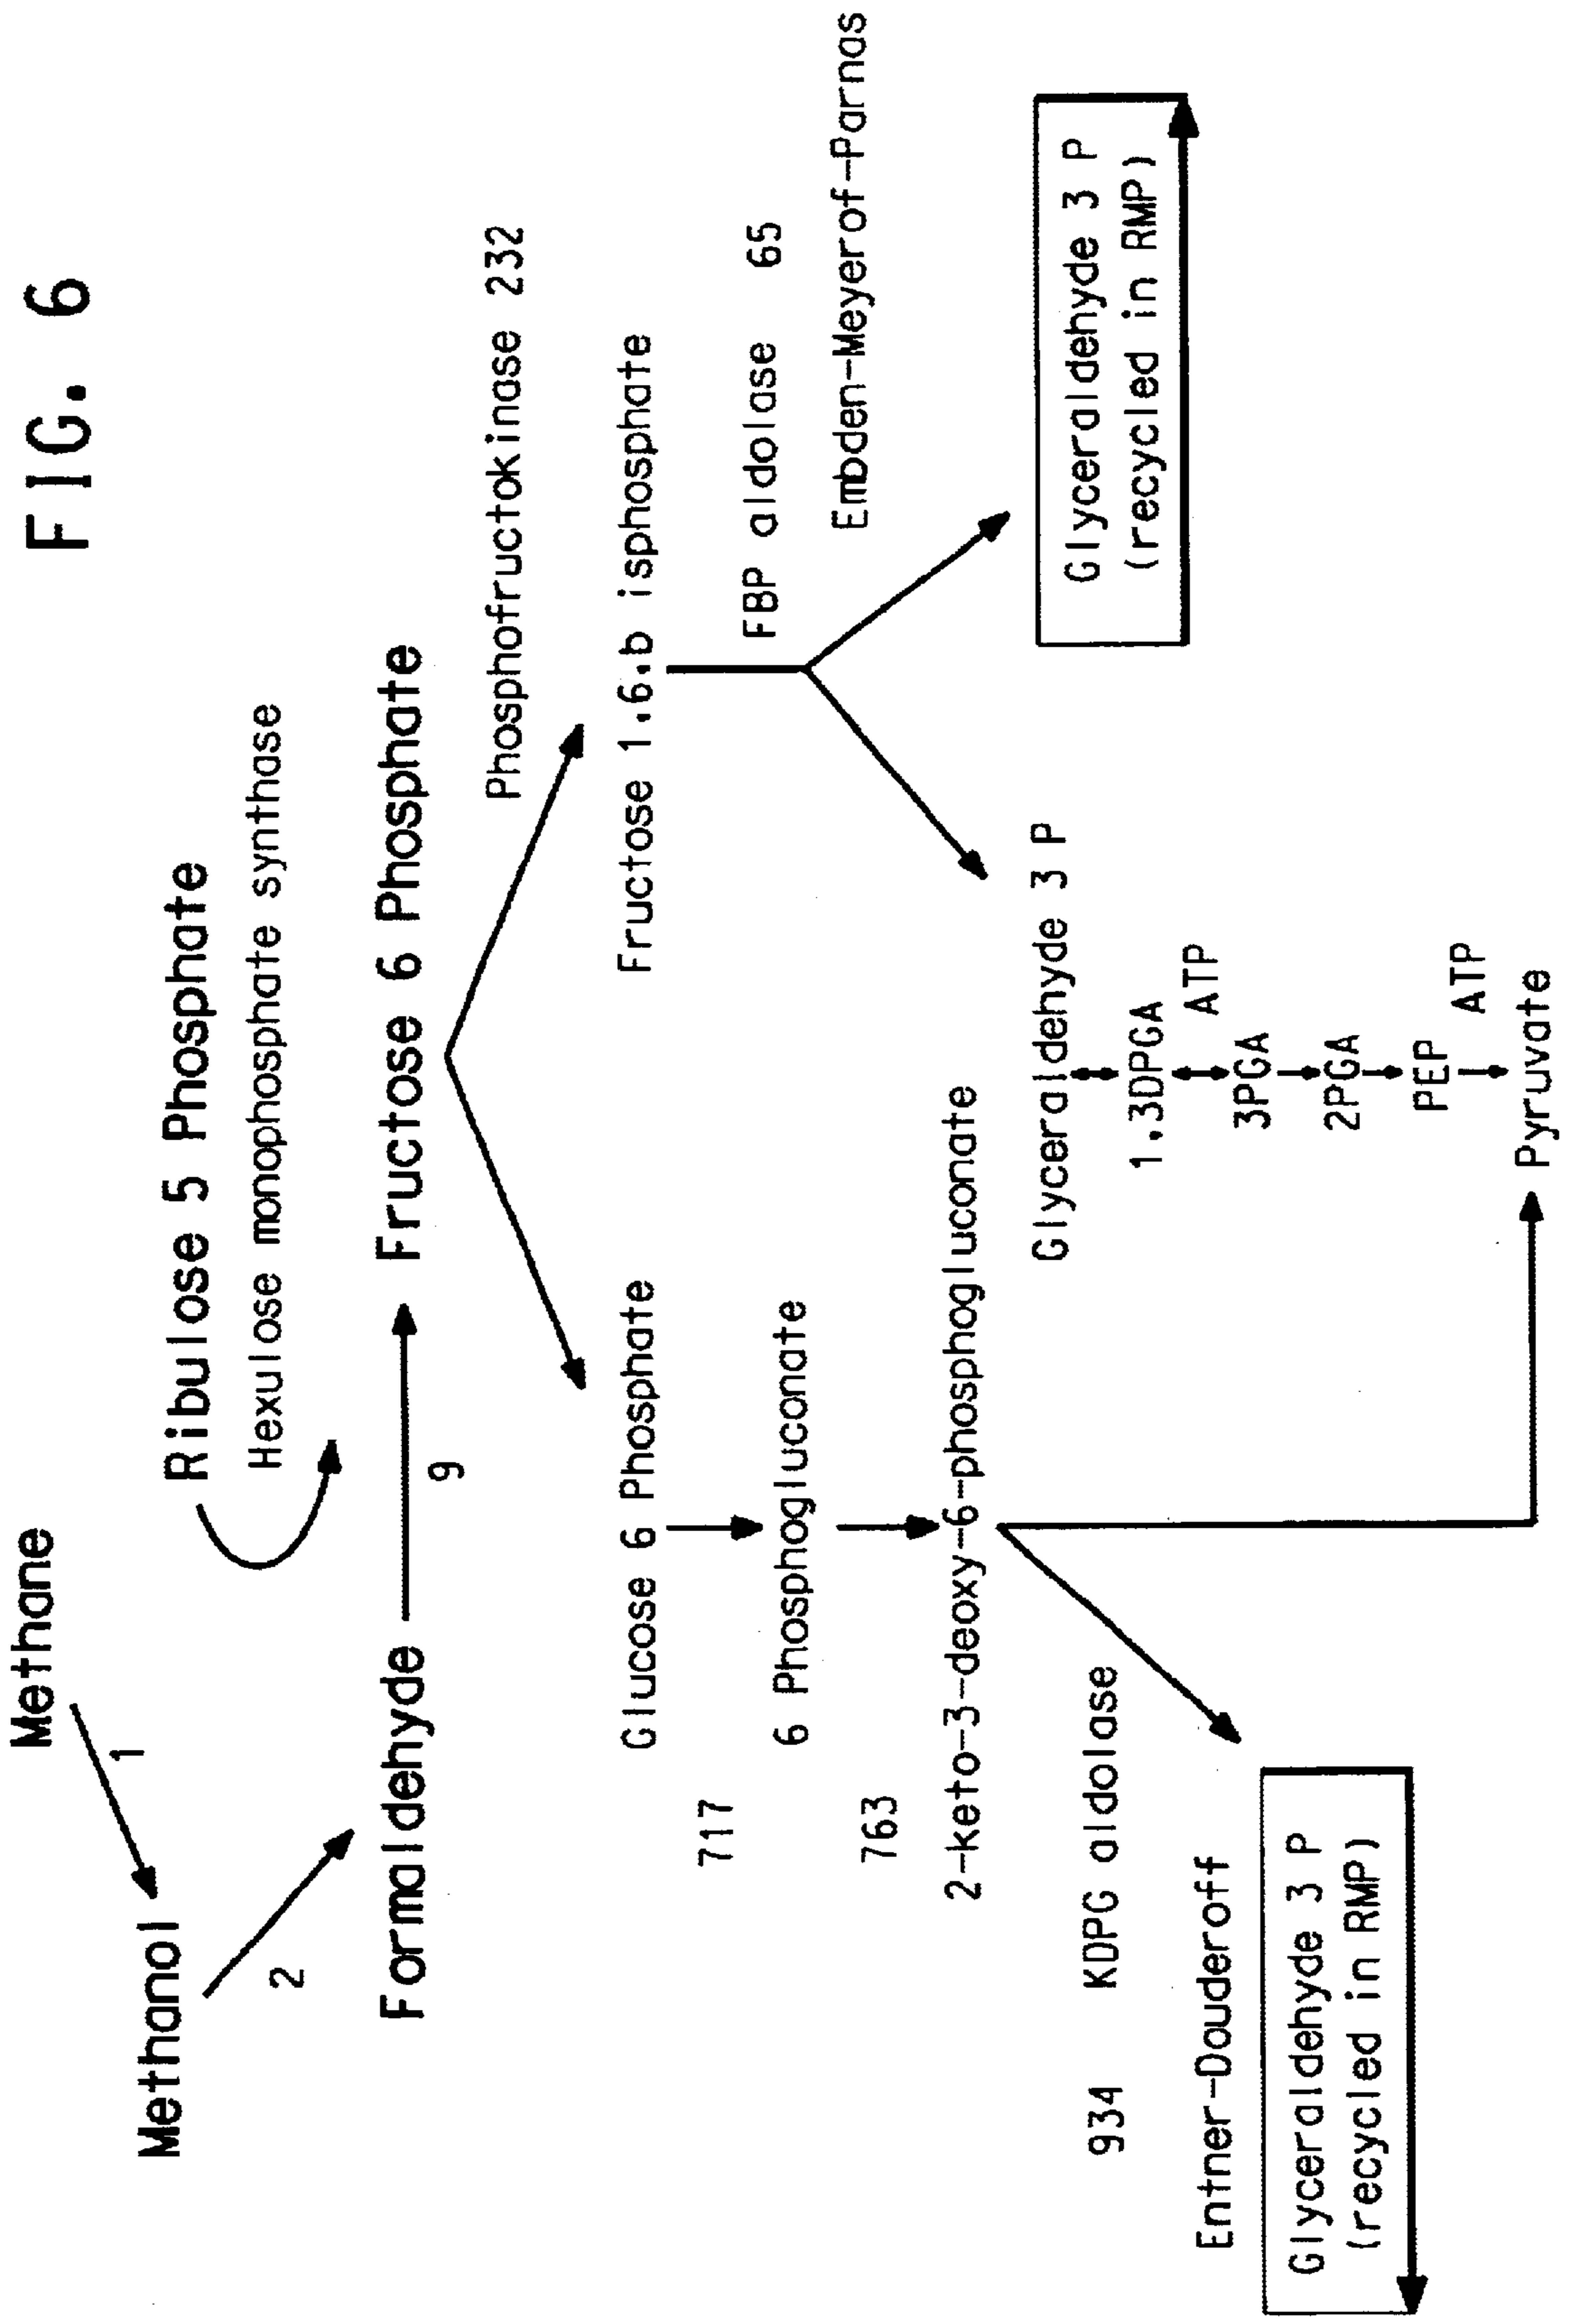 FIG. 6
Methane
1
Methanol
2
Ribulose 5 Phosphate
Hexulose monophosphate synthase
Formaldehyde
9
Fructose 6 Phosphate
Phosphofructokinase 232
Glucose 6 Phosphate
Fructose 1.6.b isphosphate
717
FBP aldolase 65
6 Phosphogluconate
Embden-Meyerof-Parnas
763
2-keto-3-deoxy-6-phosphogluconate
Glyceraldehyde 3 P
Glyceraldehyde 3 P
(recycled in RMP)
934 KDPG aldolase
1,3DPGA
ATP
Entner-Douderoff
3PGA
Glyceraldehyde 3 P
(recycled in RMP)
2PGA
PEP
ATP
Pyruvate